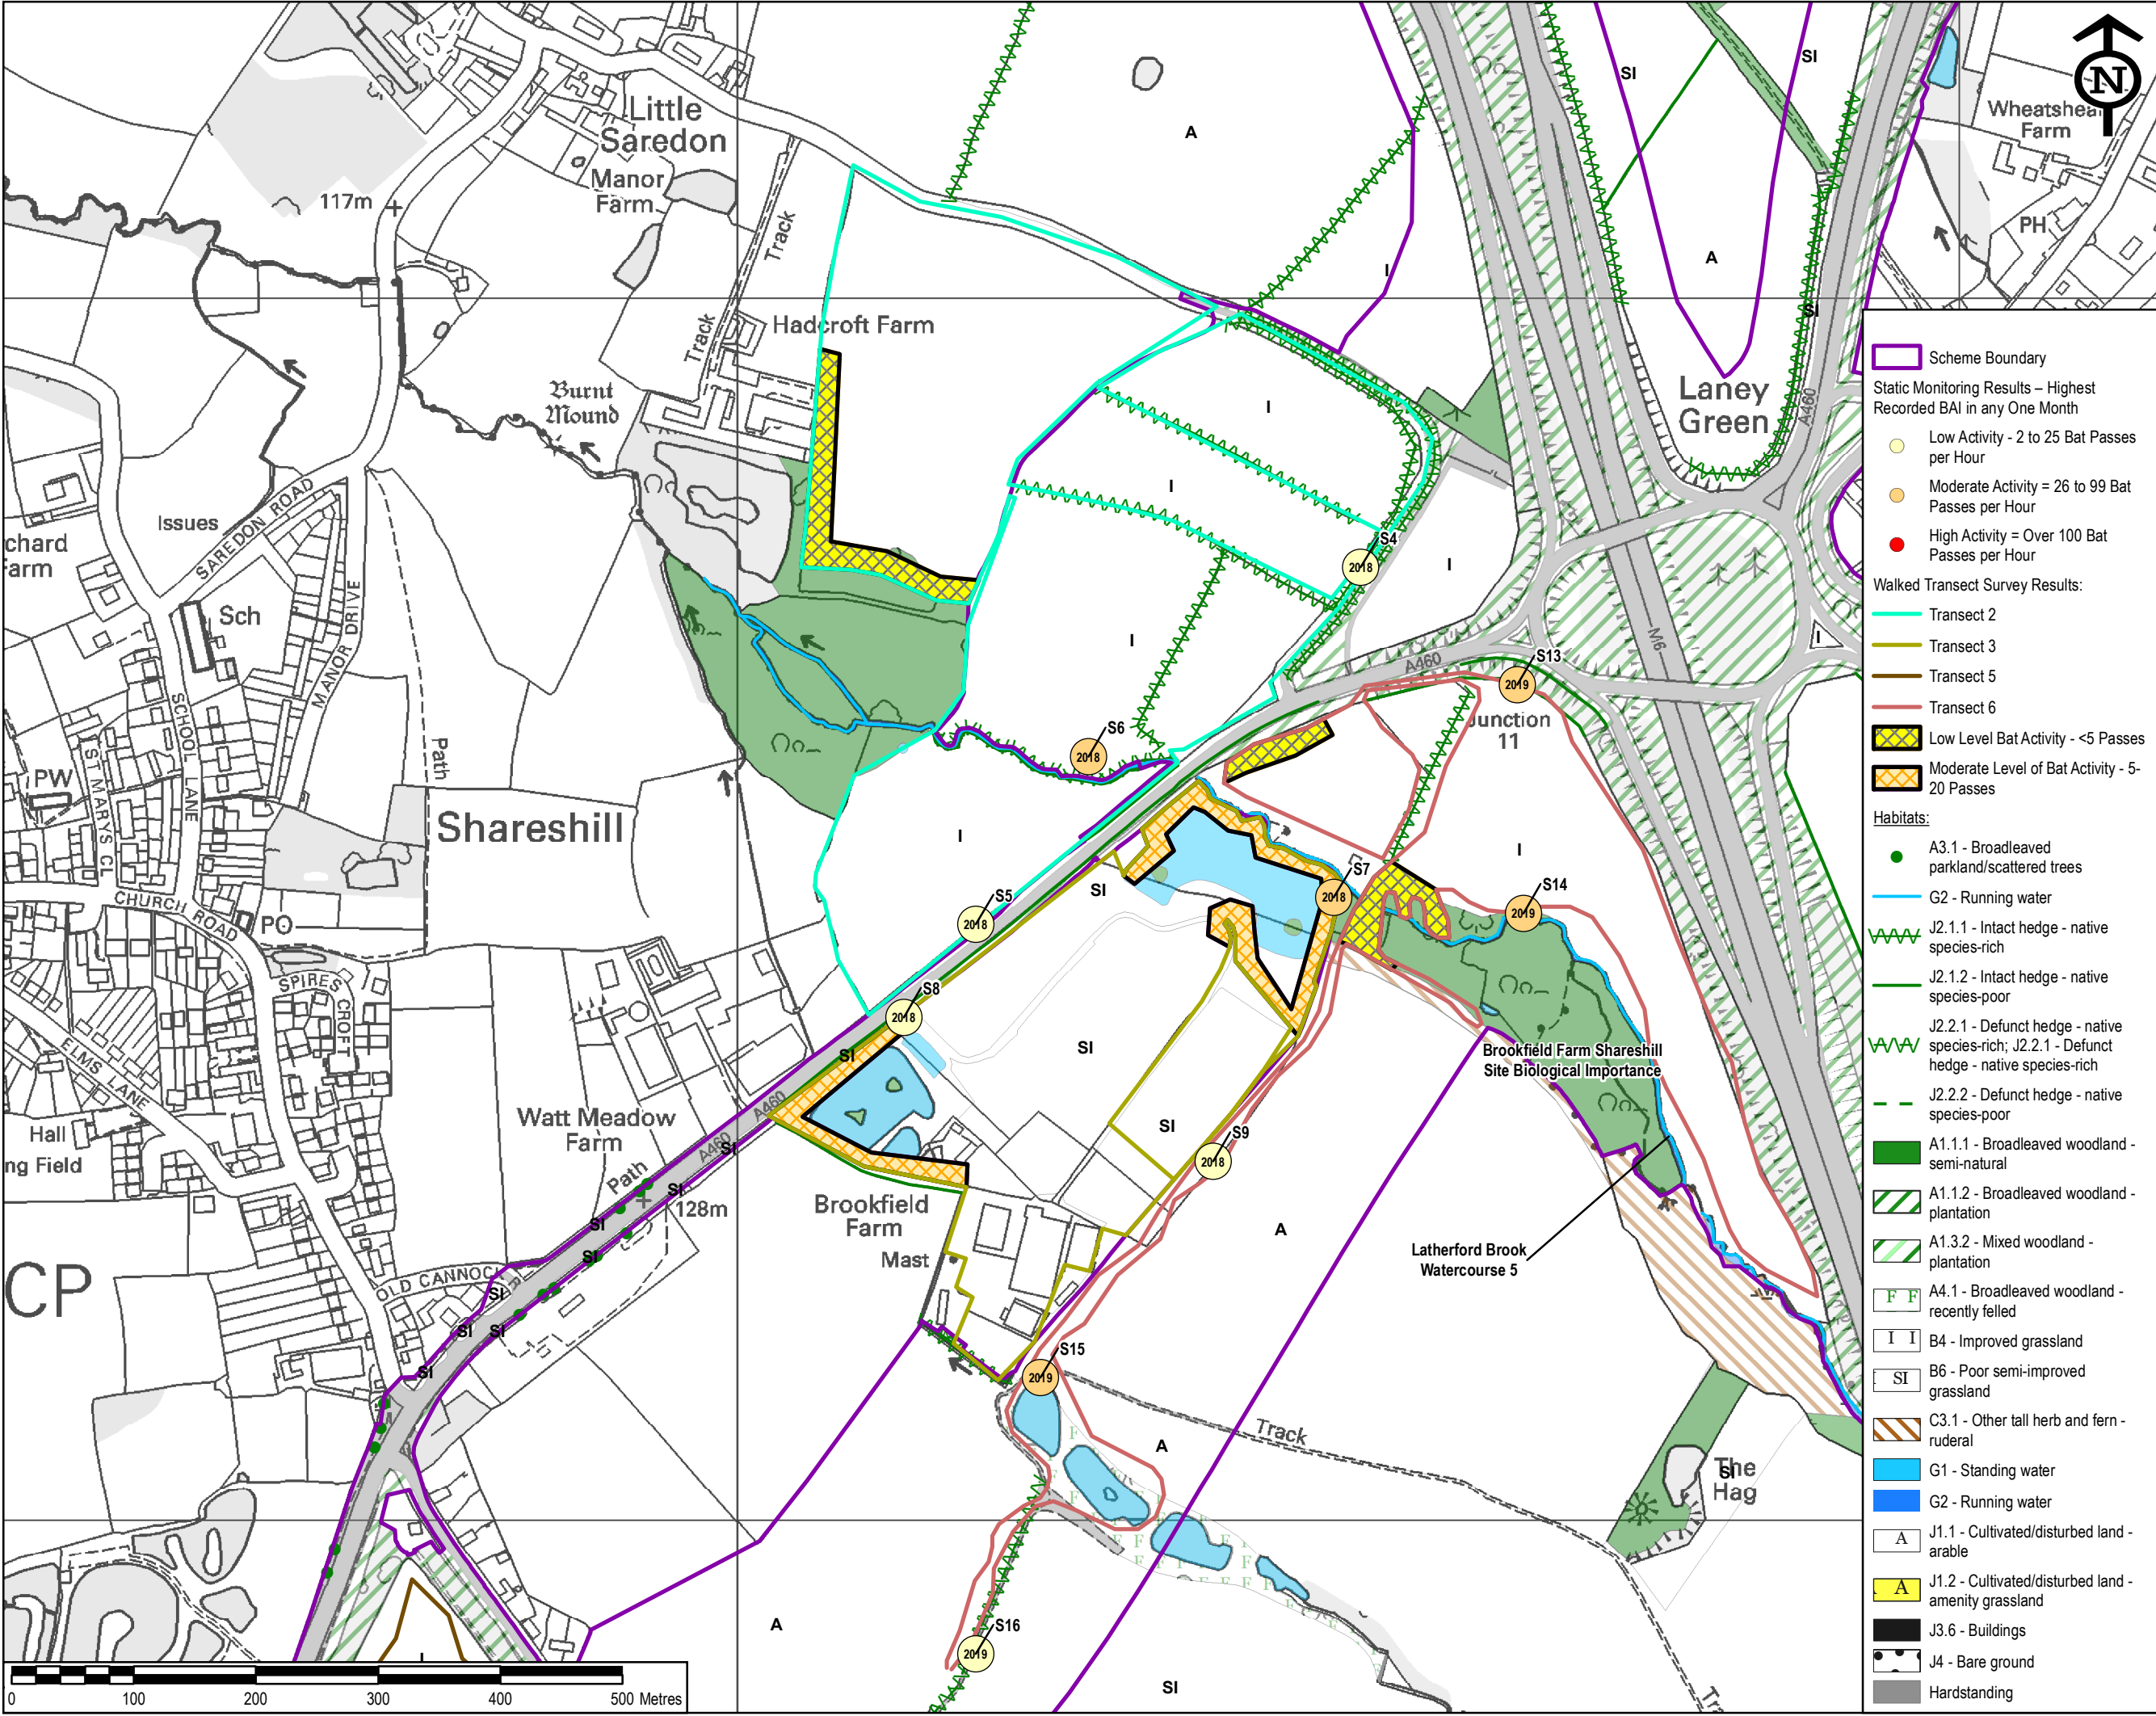 N
Little
Saredon
Manor
Farm
117m
Track
Track
A
SI
SI
A
SI
I
Wheatsheaf
Farm
PH
Hadcroft Farm
Burnt
Mound
Issues
SAREDON ROAD
chard
Farm
Sch
MANOR DRIVE
SCHOOL LANE
ST MARYS CL
PW
Path
Shareshill
CHURCH ROAD
PO
SPIRES CROFT
ELMS LANE
Hall
ng Field
CP
OLD CANNOCK
I
I
I
I
I
I
I
Laney
Green
A460
M6
A460
Junction
11
S4
2018
S13
2019
S6
2018
S5
2018
S7
2018
S14
2019
S8
2018
S9
2018
S15
2019
S16
2019
SI
SI
SI
SI
Brookfield Farm Shareshill
Site Biological Importance
Latherford Brook
Watercourse 5
Watt Meadow
Farm
A460
A460
Path
128m
SI
SI
SI
SI
SI
SI
SI
SI
Brookfield
Farm
Mast
A
A
A
SI
Track
The
Hag
SI
F F F F F F F
I
0 100 200 300 400 500 Metres
Scheme Boundary
Static Monitoring Results – Highest
Recorded BAI in any One Month
Low Activity - 2 to 25 Bat Passes
per Hour
Moderate Activity = 26 to 99 Bat
Passes per Hour
High Activity = Over 100 Bat
Passes per Hour
Walked Transect Survey Results:
Transect 2
Transect 3
Transect 5
Transect 6
Low Level Bat Activity - <5 Passes
Moderate Level of Bat Activity - 5-
20 Passes
Habitats:
A3.1 - Broadleaved
parkland/scattered trees
G2 - Running water
J2.1.1 - Intact hedge - native
species-rich
J2.1.2 - Intact hedge - native
species-poor
J2.2.1 - Defunct hedge - native
species-rich; J2.2.1 - Defunct
hedge - native species-rich
J2.2.2 - Defunct hedge - native
species-poor
A1.1.1 - Broadleaved woodland -
semi-natural
A1.1.2 - Broadleaved woodland -
plantation
A1.3.2 - Mixed woodland -
plantation
F F A4.1 - Broadleaved woodland -
recently felled
I I B4 - Improved grassland
SI B6 - Poor semi-improved
grassland
C3.1 - Other tall herb and fern -
ruderal
G1 - Standing water
G2 - Running water
A J1.1 - Cultivated/disturbed land -
arable
A J1.2 - Cultivated/disturbed land -
amenity grassland
J3.6 - Buildings
J4 - Bare ground
Hardstanding